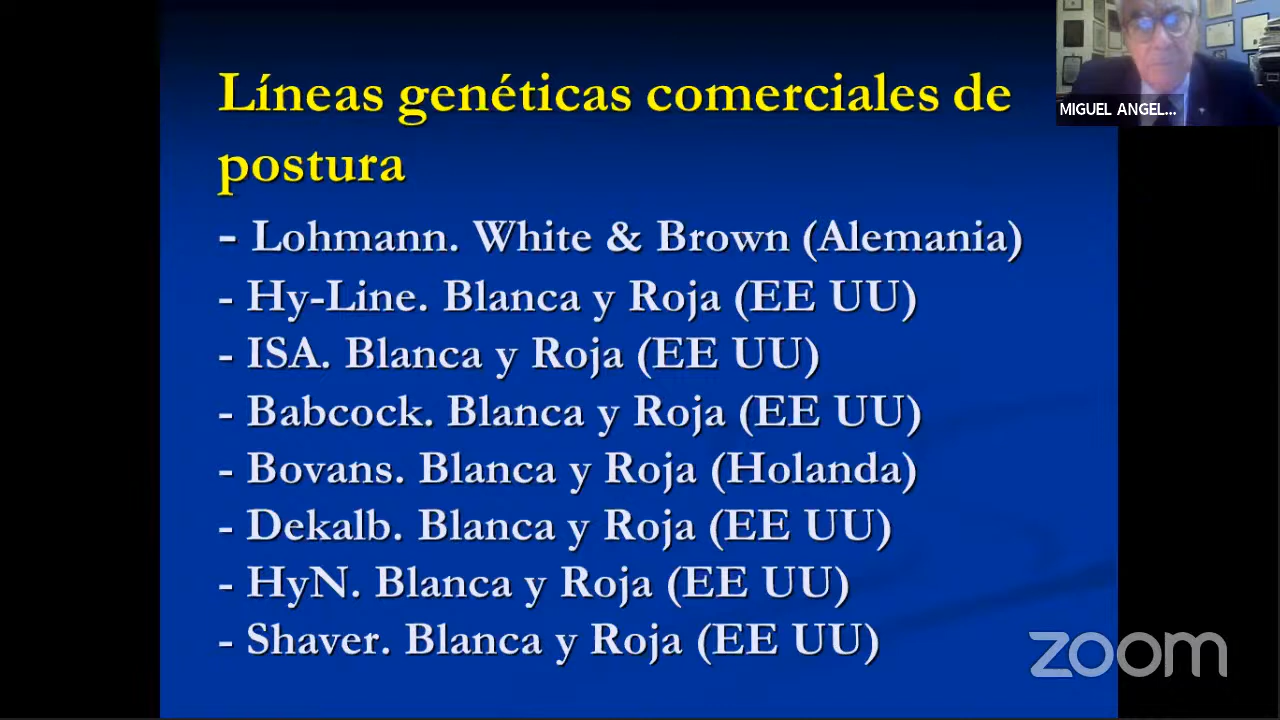 Líneas genéticas comerciales de
postura
- Lohmann. White & Brown (Alemania)
- Hy-Line. Blanca y Roja (EE UU)
- ISA. Blanca y Roja (EE UU)
- Babcock. Blanca y Roja (EE UU)
- Bovans. Blanca y Roja (Holanda)
- Dekalb. Blanca y Roja (EE UU)
- HyN. Blanca y Roja (EE UU)
- Shaver. Blanca y Roja (EE UU)
MIGUEL ANGEL...
zoom